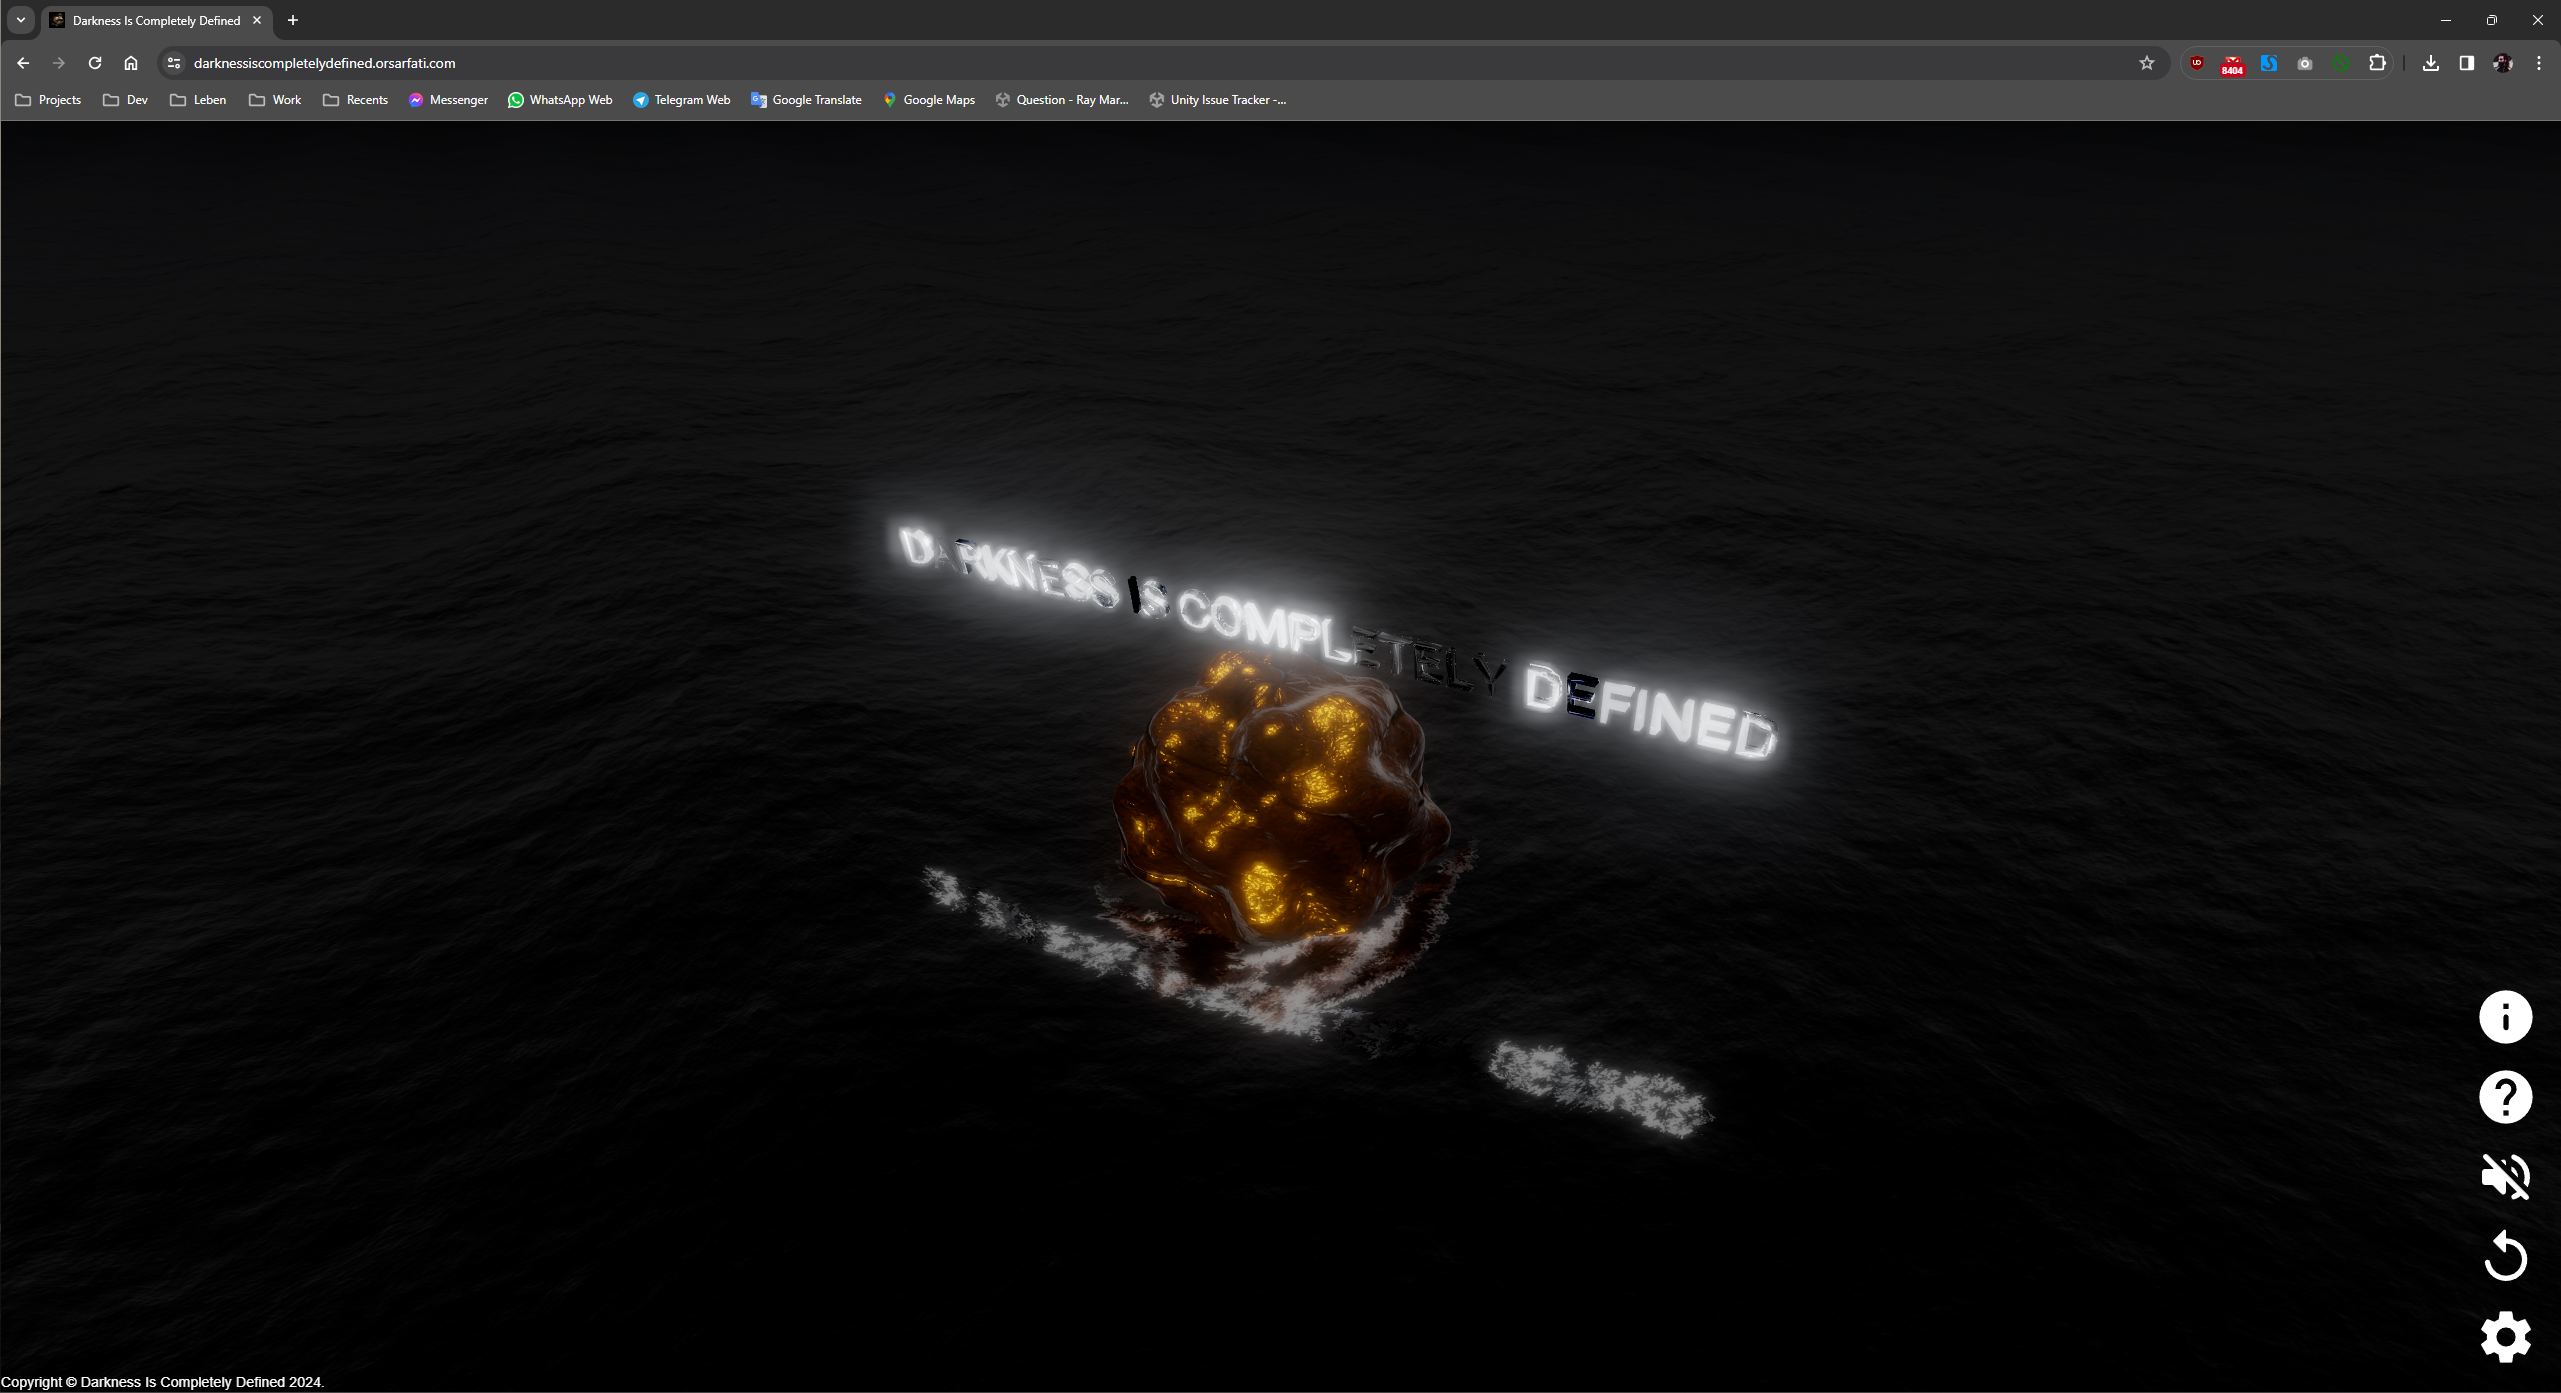 Darkness Is Completely Defined
darknessiscompletelydefined.orsarfati.com
8404
Projects Dev Leben Work Recents Messenger WhatsApp Web Telegram Web Google Translate Google Maps Question - Ray Mar... Unity Issue Tracker -...
DARKNESS IS COMPLETELY DEFINED
Copyright © Darkness Is Completely Defined 2024.